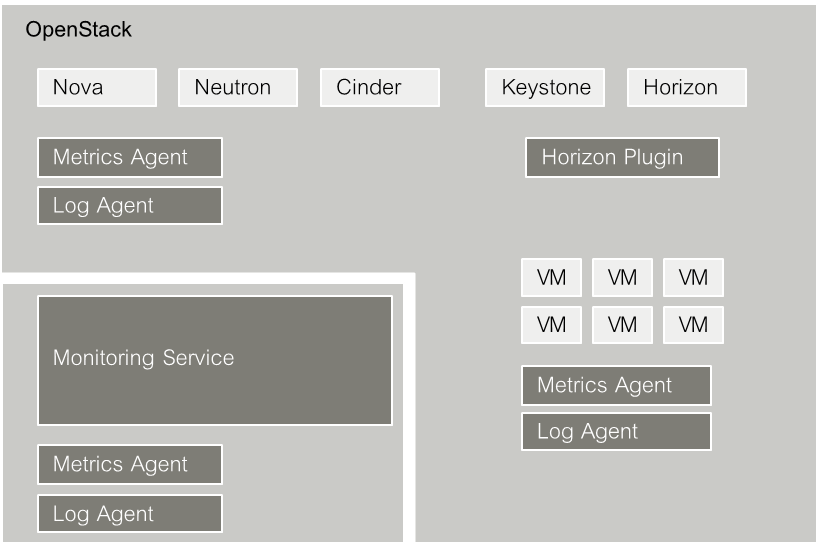 OpenStack
Nova
Neutron
Cinder
Keystone
Horizon
Metrics Agent
Horizon Plugin
Log Agent
VM VM VM
VM VM VM
Monitoring Service
Metrics Agent
Log Agent
Metrics Agent
Log Agent